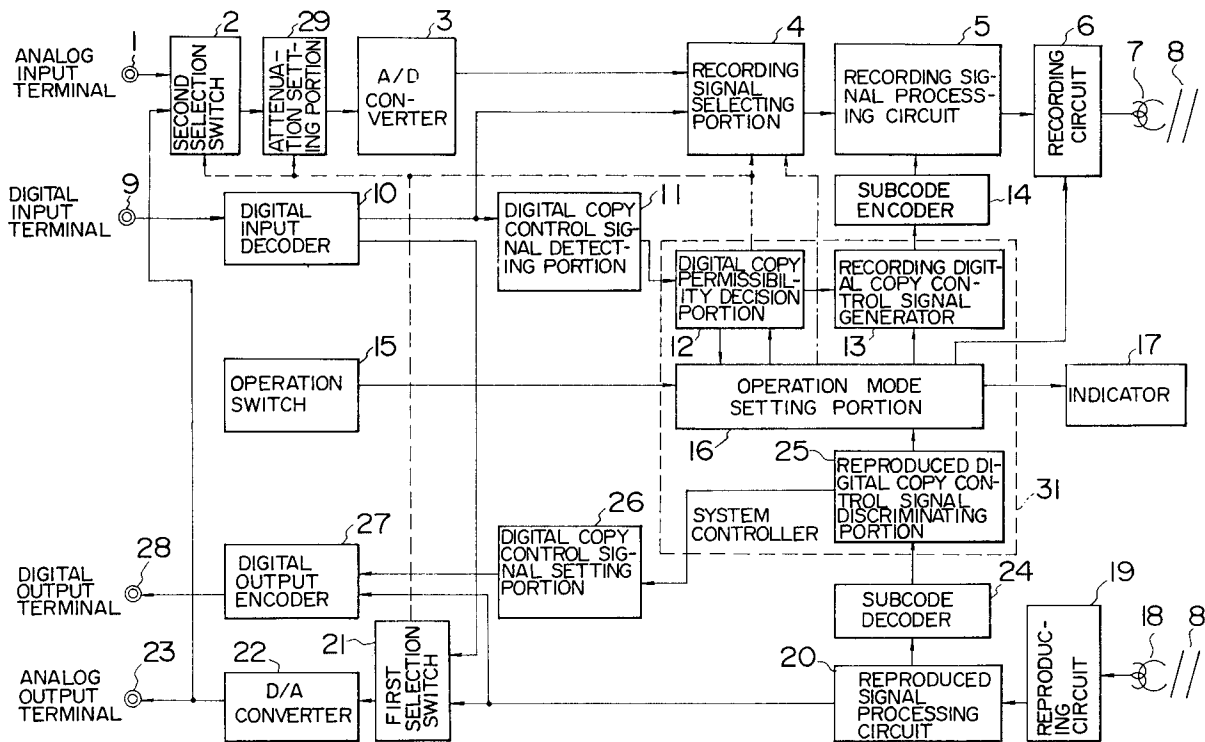 2
29
3
4
5
6
7
8
1
ANALOG
INPUT
TERMINAL
SECOND
SELECTION
SWITCH
ATTENUA-
TION SETT-
ING PORTION
A/D
CON-
VERTER
RECORDING
SIGNAL
SELECTING
PORTION
RECORDING SIG-
NAL PROCESS-
ING CIRCUIT
RECORDING
CIRCUIT
9
DIGITAL
INPUT
TERMINAL
10
DIGITAL
INPUT
DECODER
11
DIGITAL COPY
CONTROL SIG-
NAL DETECT-
ING PORTION
SUBCODE
ENCODER
14
DIGITAL COPY
PERMISSIBIL-
ITY DECISION
PORTION
12
RECORDING DIGIT-
AL COPY CON-
TROL SIGNAL
GENERATOR
13
15
OPERATION
SWITCH
OPERATION MODE
SETTING PORTION
16
17
INDICATOR
25
REPRODUCED DI-
GITAL COPY CON-
TROL SIGNAL
DISCRIMINATING
PORTION
31
SYSTEM
CONTROLLER
26
DIGITAL COPY
CONTROL SIG-
NAL SETTING
PORTION
27
DIGITAL
OUTPUT
ENCODER
28
DIGITAL
OUTPUT
TERMINAL
24
SUBCODE
DECODER
19
REPRODUC-
ING CIRCUIT
18
8
23
ANALOG
OUTPUT
TERMINAL
22
D/A
CONVERTER
21
FIRST
SELECTION
SWITCH
20
REPRODUCED
SIGNAL
PROCESSING
CIRCUIT